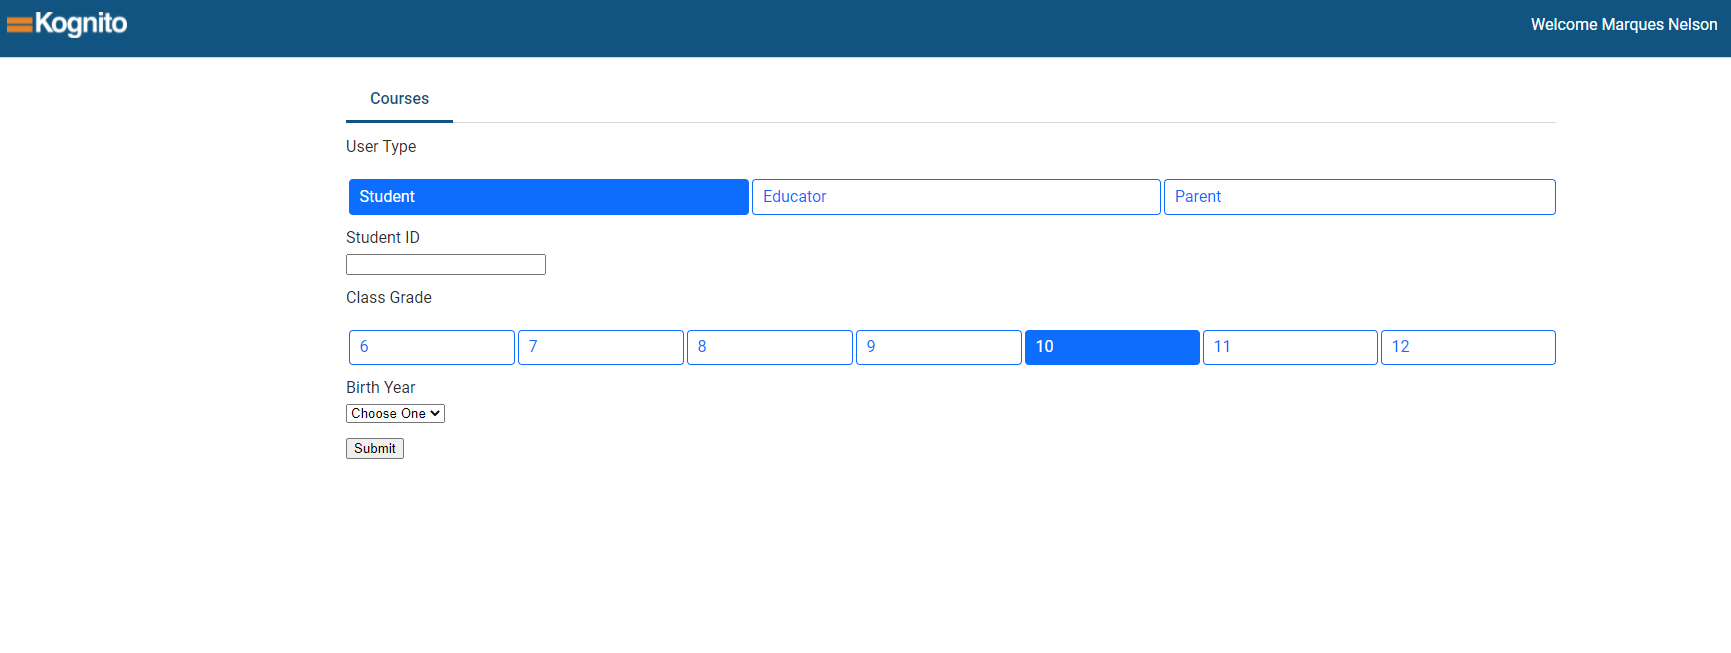 Kognito
Welcome Marques Nelson
Courses
User Type
Student Educator Parent
Student ID
Class Grade
6 7 8 9 10 11 12
Birth Year
Choose One
Submit